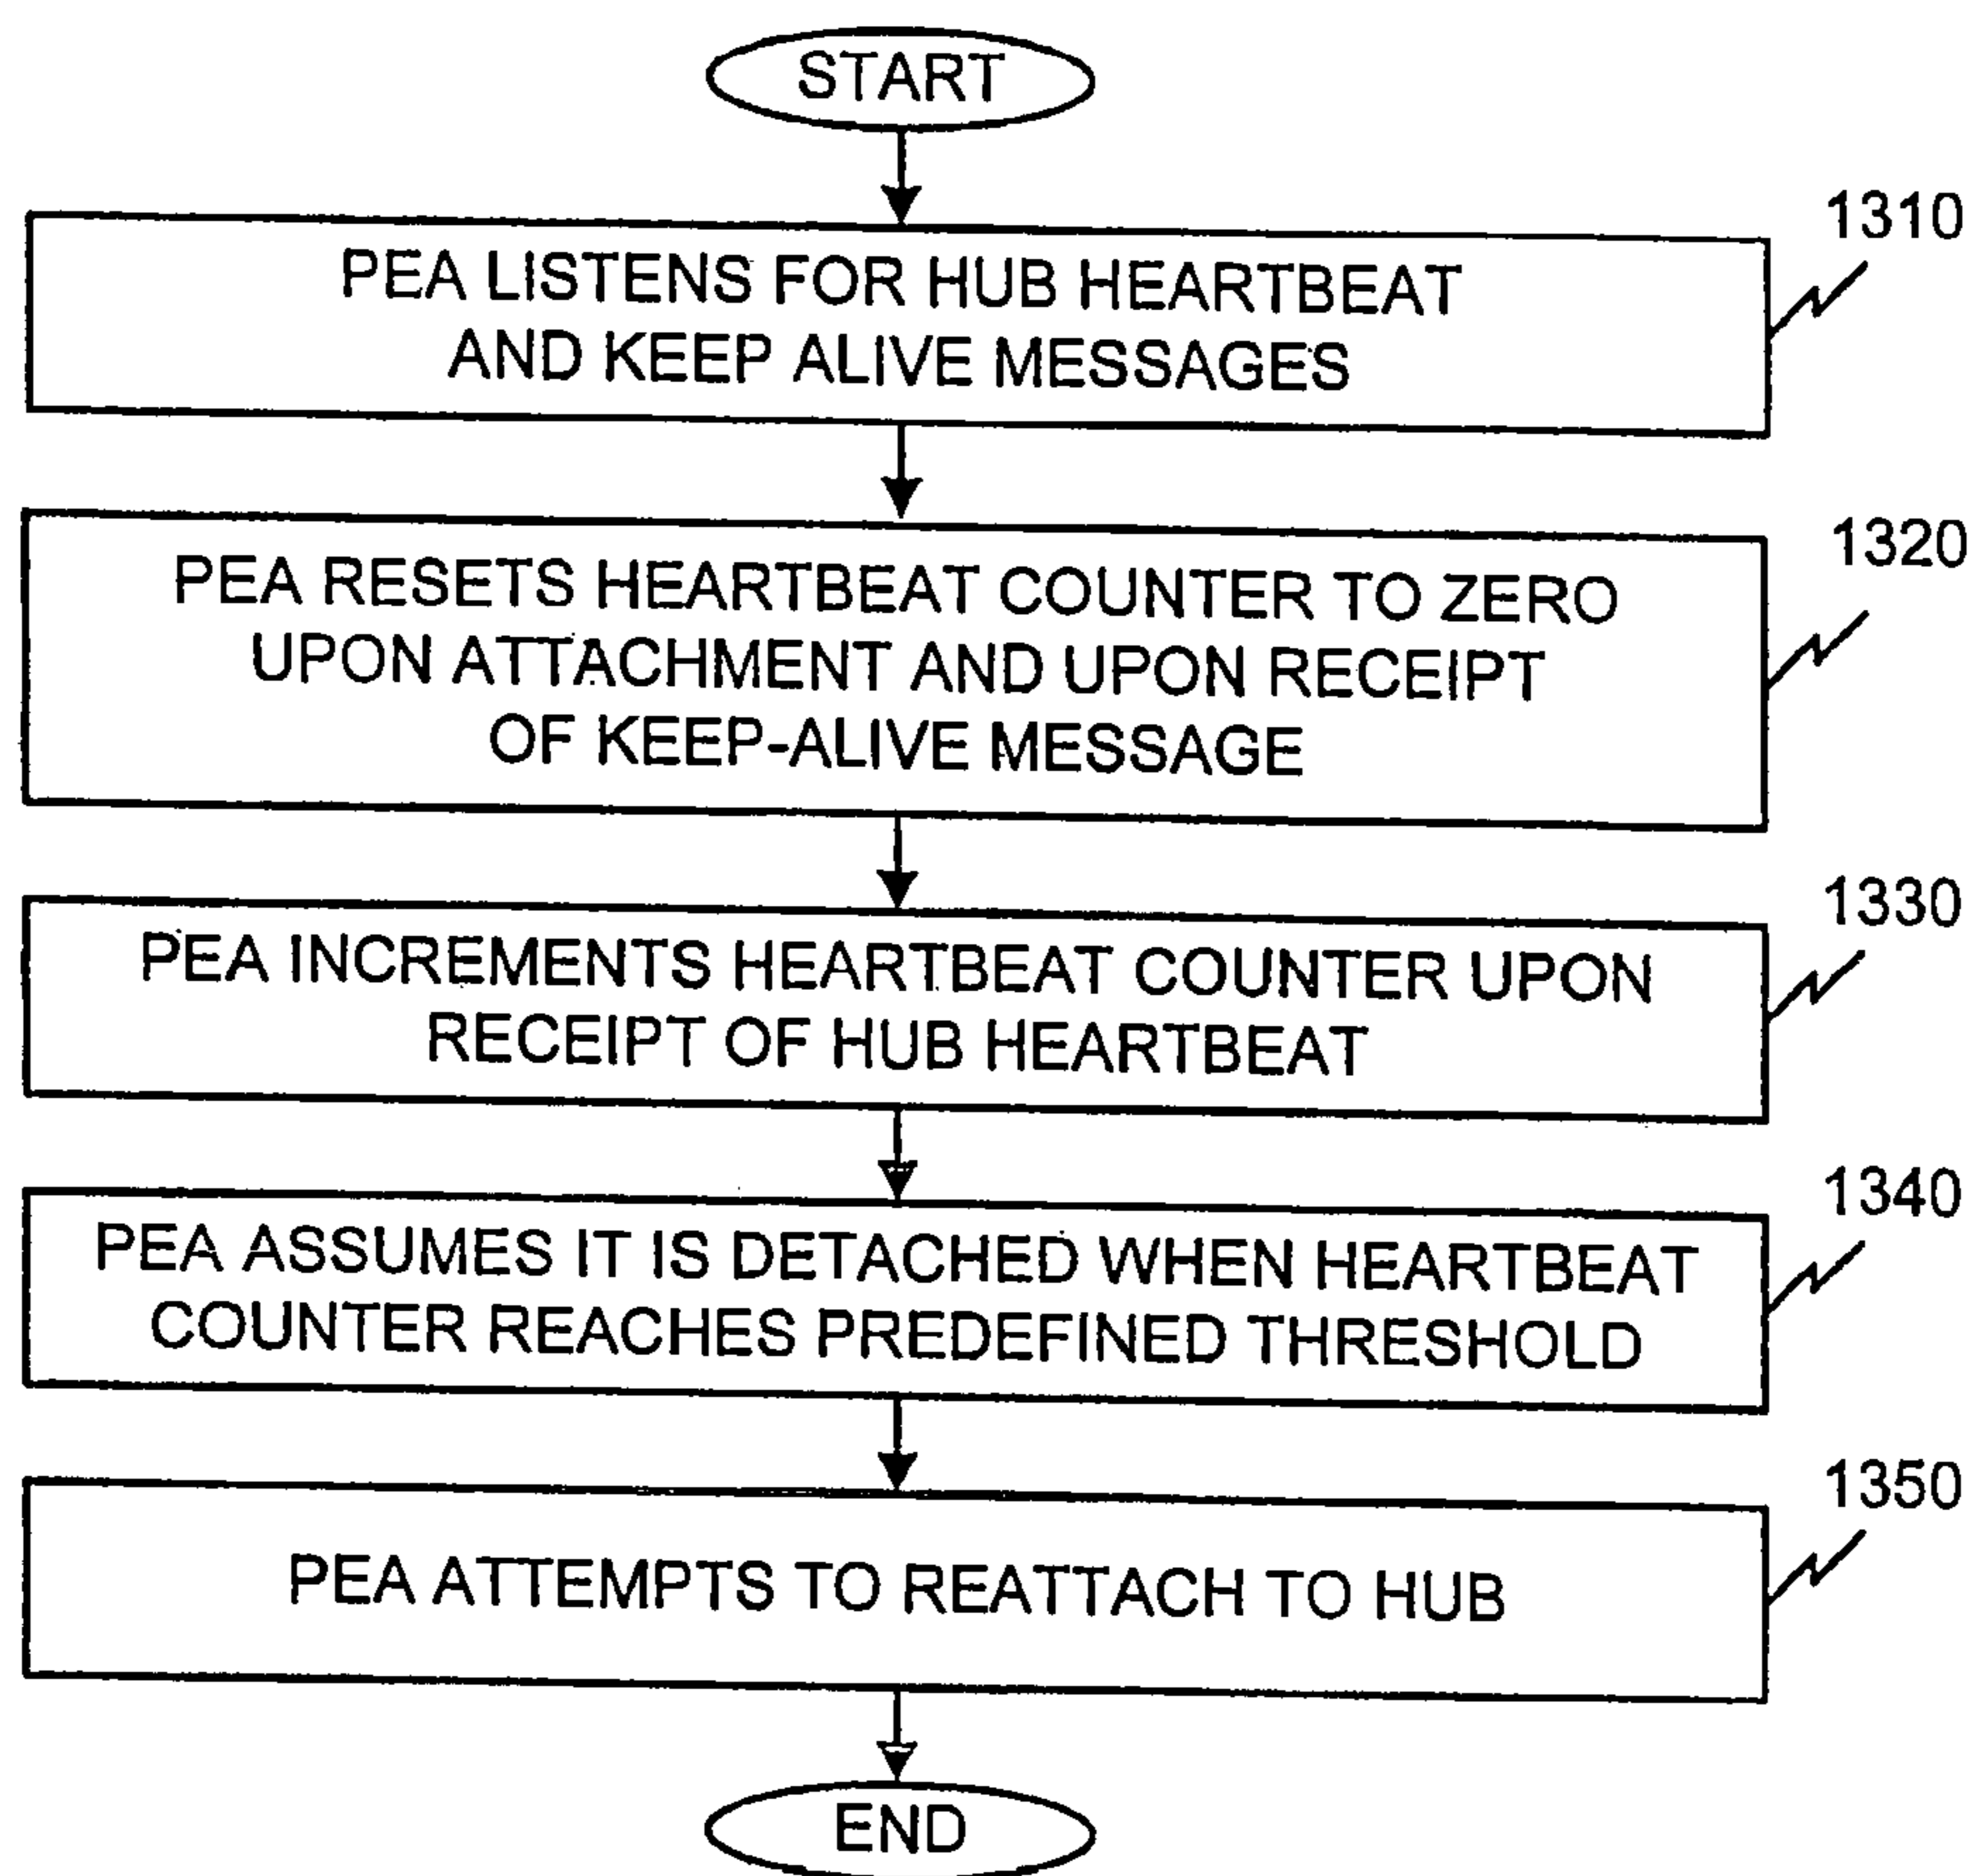 START
1310
PEA LISTENS FOR HUB HEARTBEAT
AND KEEP ALIVE MESSAGES
1320
PEA RESETS HEARTBEAT COUNTER TO ZERO
UPON ATTACHMENT AND UPON RECEIPT
OF KEEP-ALIVE MESSAGE
1330
PEA INCREMENTS HEARTBEAT COUNTER UPON
RECEIPT OF HUB HEARTBEAT
1340
PEA ASSUMES IT IS DETACHED WHEN HEARTBEAT
COUNTER REACHES PREDEFINED THRESHOLD
1350
PEA ATTEMPTS TO REATTACH TO HUB
END